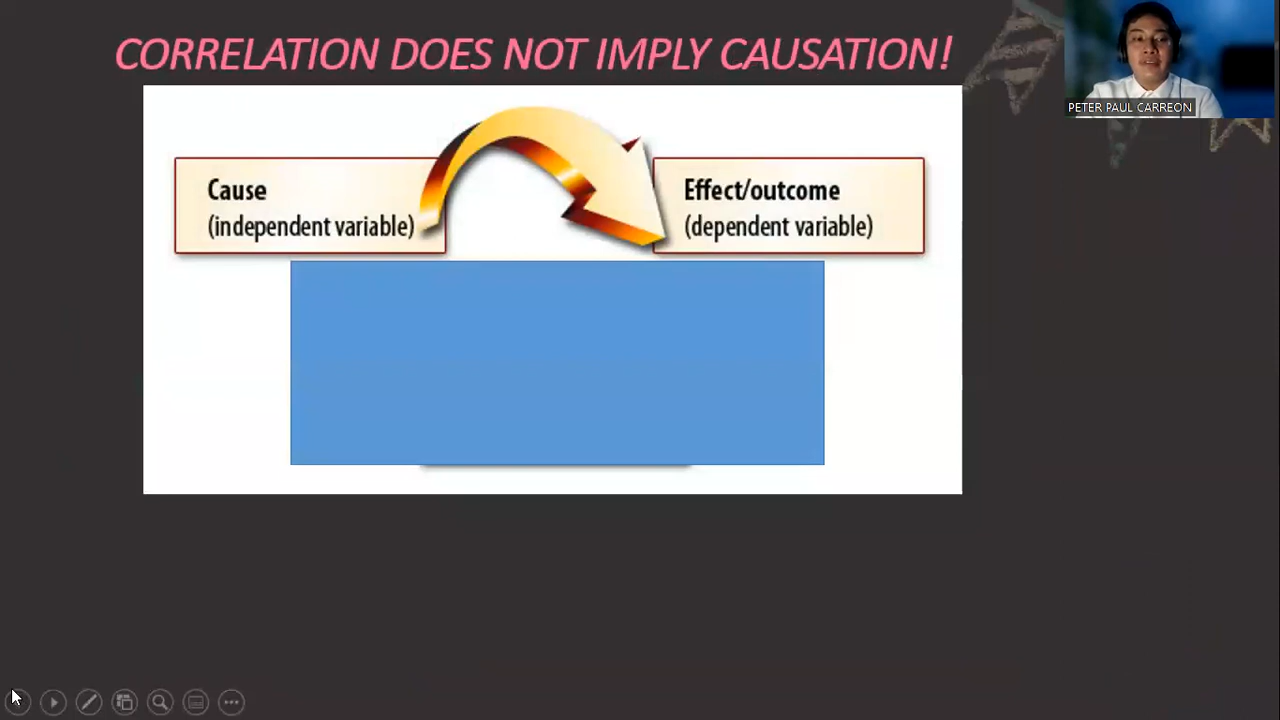 CORRELATION DOES NOT IMPLY CAUSATION!
PETER PAUL CARREON
Cause
(independent variable)
Effect/outcome
(dependent variable)